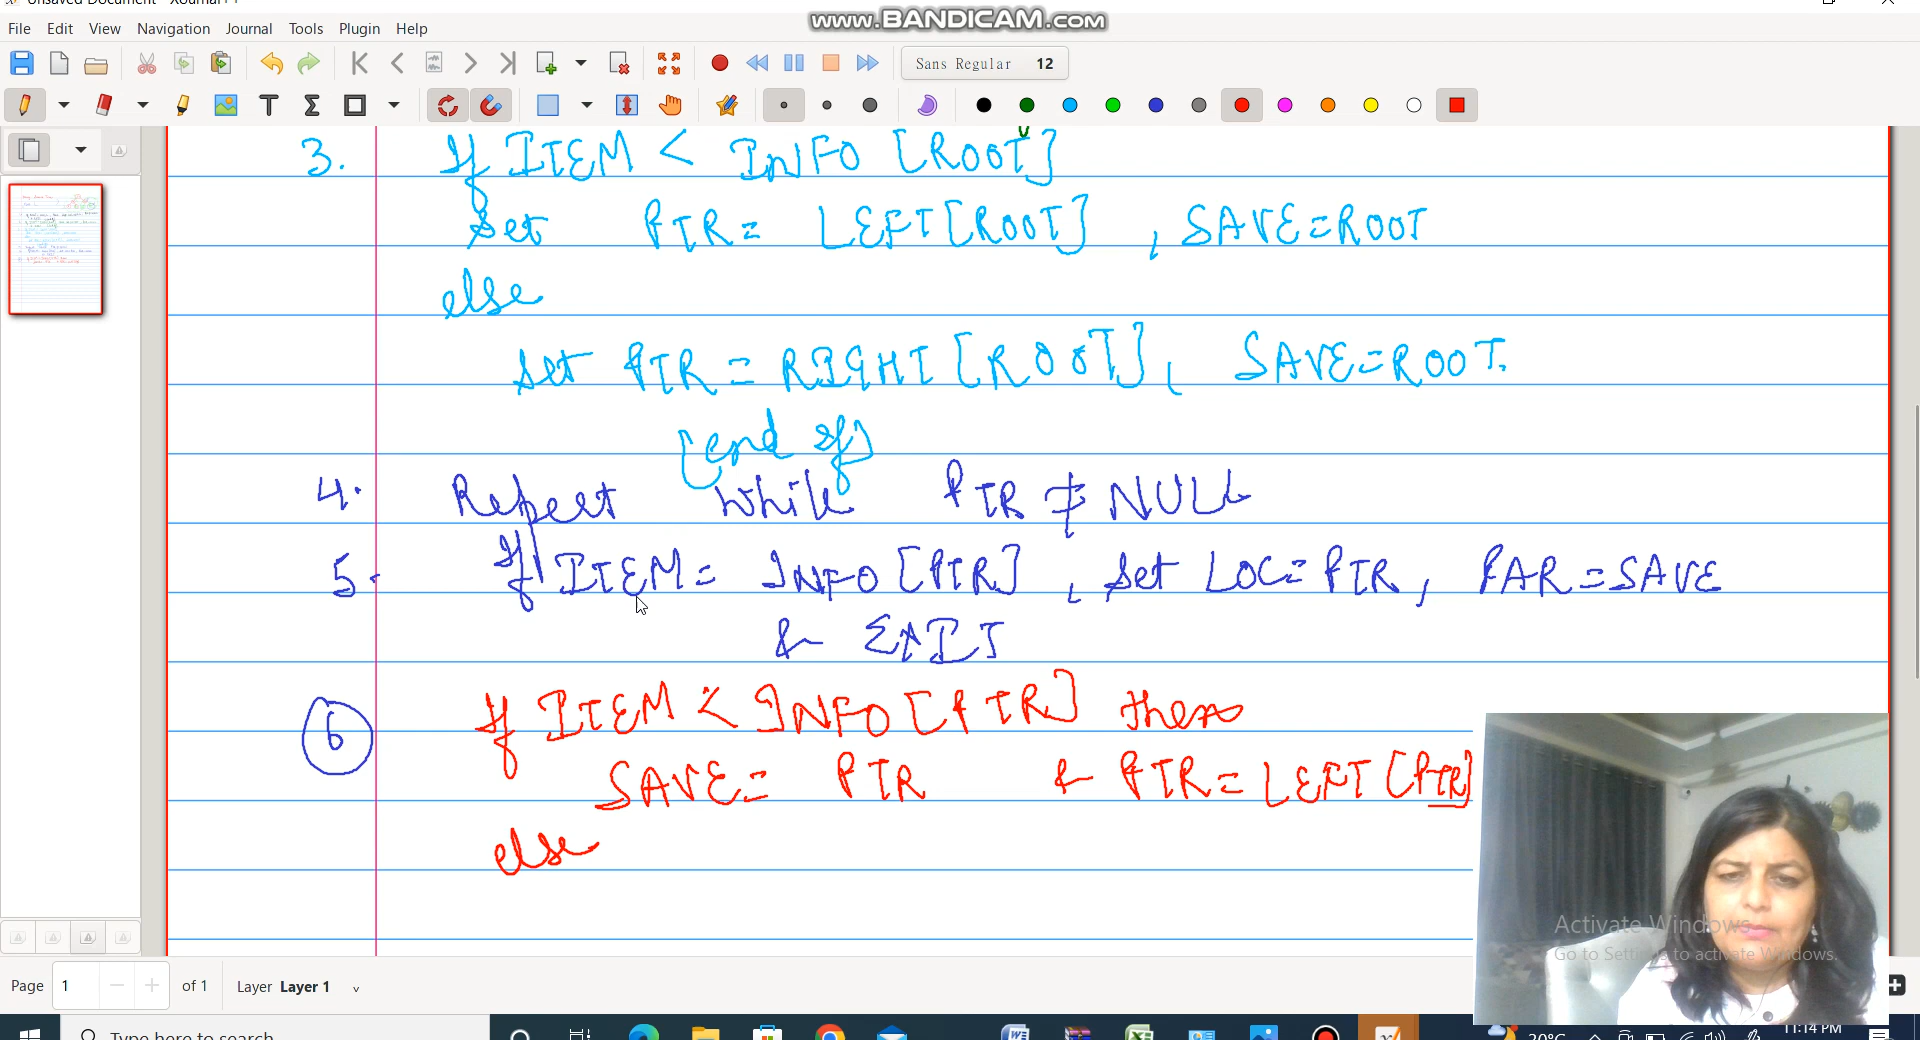 Unsaved Document - Xournal++
WWW.BANDICAM.COM
File Edit View Navigation Journal Tools Plugin Help
Sans Regular 12
3. If ITEM < INFO [ROOT]
Set PTR = LEFT [ROOT] , SAVE = ROOT
else
Set PTR = RIGHT [ROOT] , SAVE = ROOT.
[end if]
4. Repeat while PTR ≠ NULL
5. If ITEM = INFO [PTR] , Set LOC = PTR , PAR = SAVE
& EXIT
6 If ITEM < INFO [PTR] then
SAVE = PTR & PTR = LEFT [PTR]
else
Activate Windows
Go to Settings to activate Windows.
Page 1 of 1 Layer Layer 1
Type here to search
20°C 11:14 PM